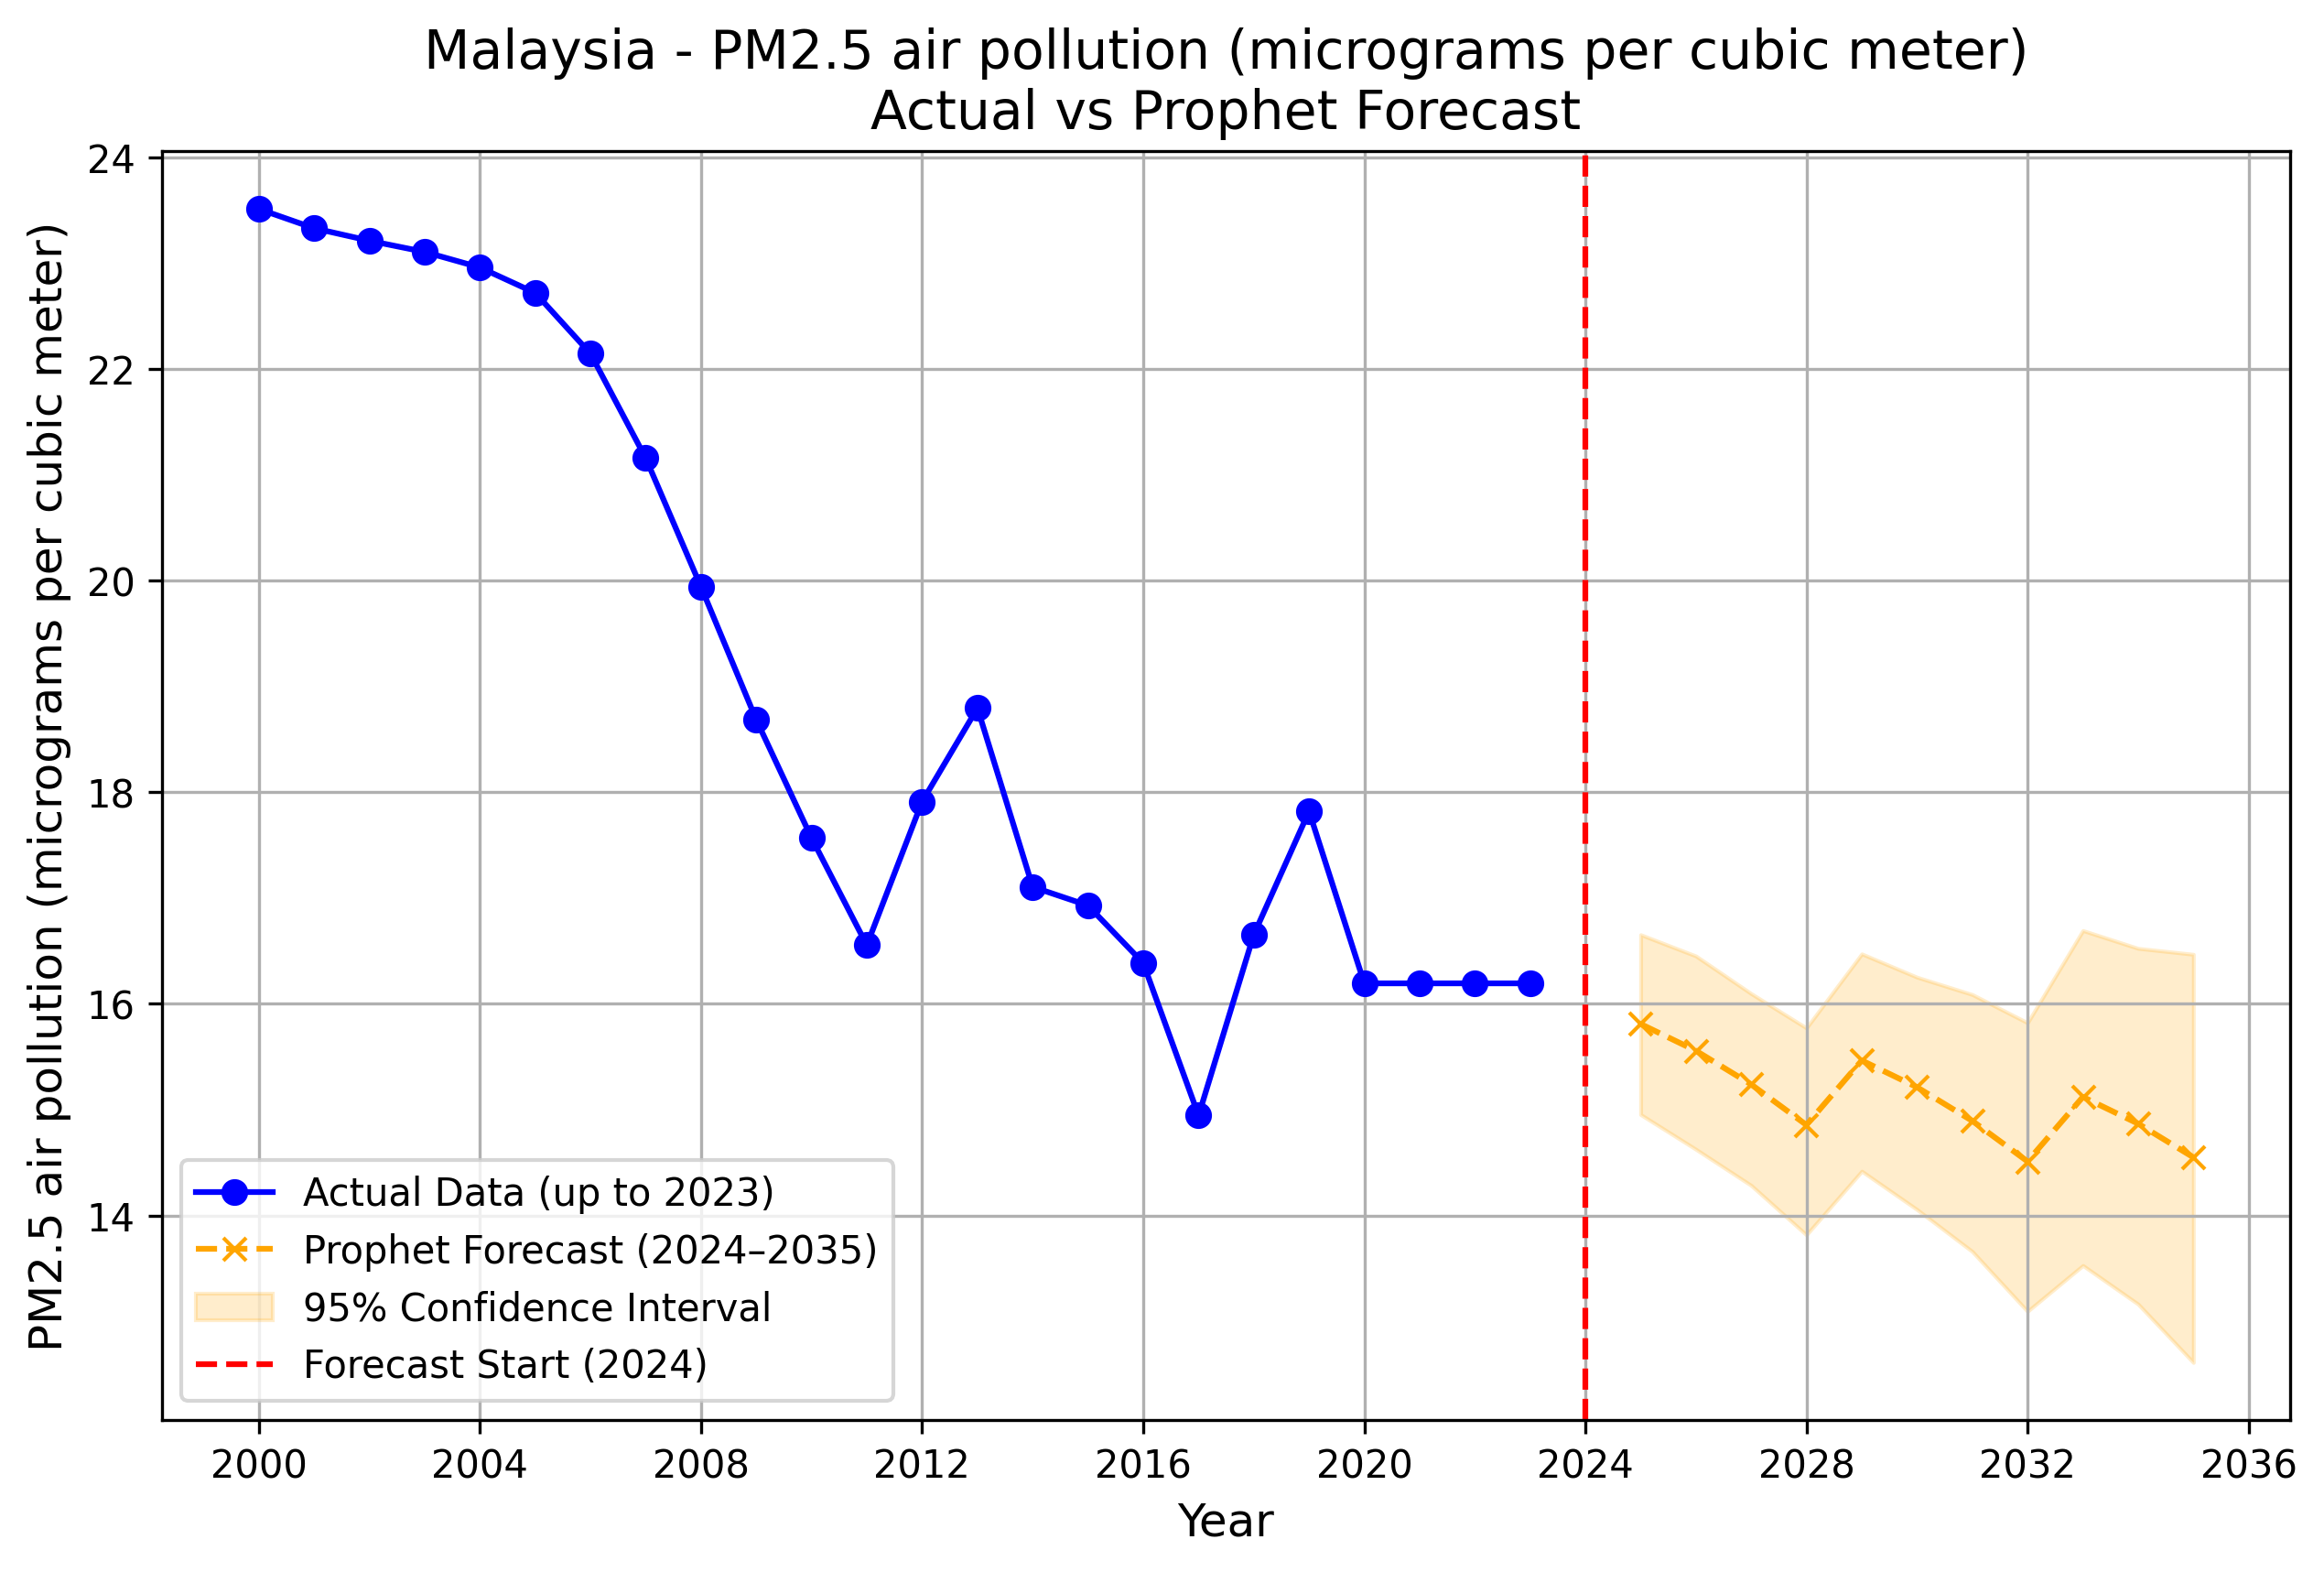 Malaysia - PM2.5 air pollution (micrograms per cubic meter)
Actual vs Prophet Forecast
PM2.5 air pollution (micrograms per cubic meter)
24
22
20
18
16
14
Actual Data (up to 2023)
Prophet Forecast (2024–2035)
95% Confidence Interval
Forecast Start (2024)
2000 2004 2008 2012 2016 2020 2024 2028 2032 2036
Year